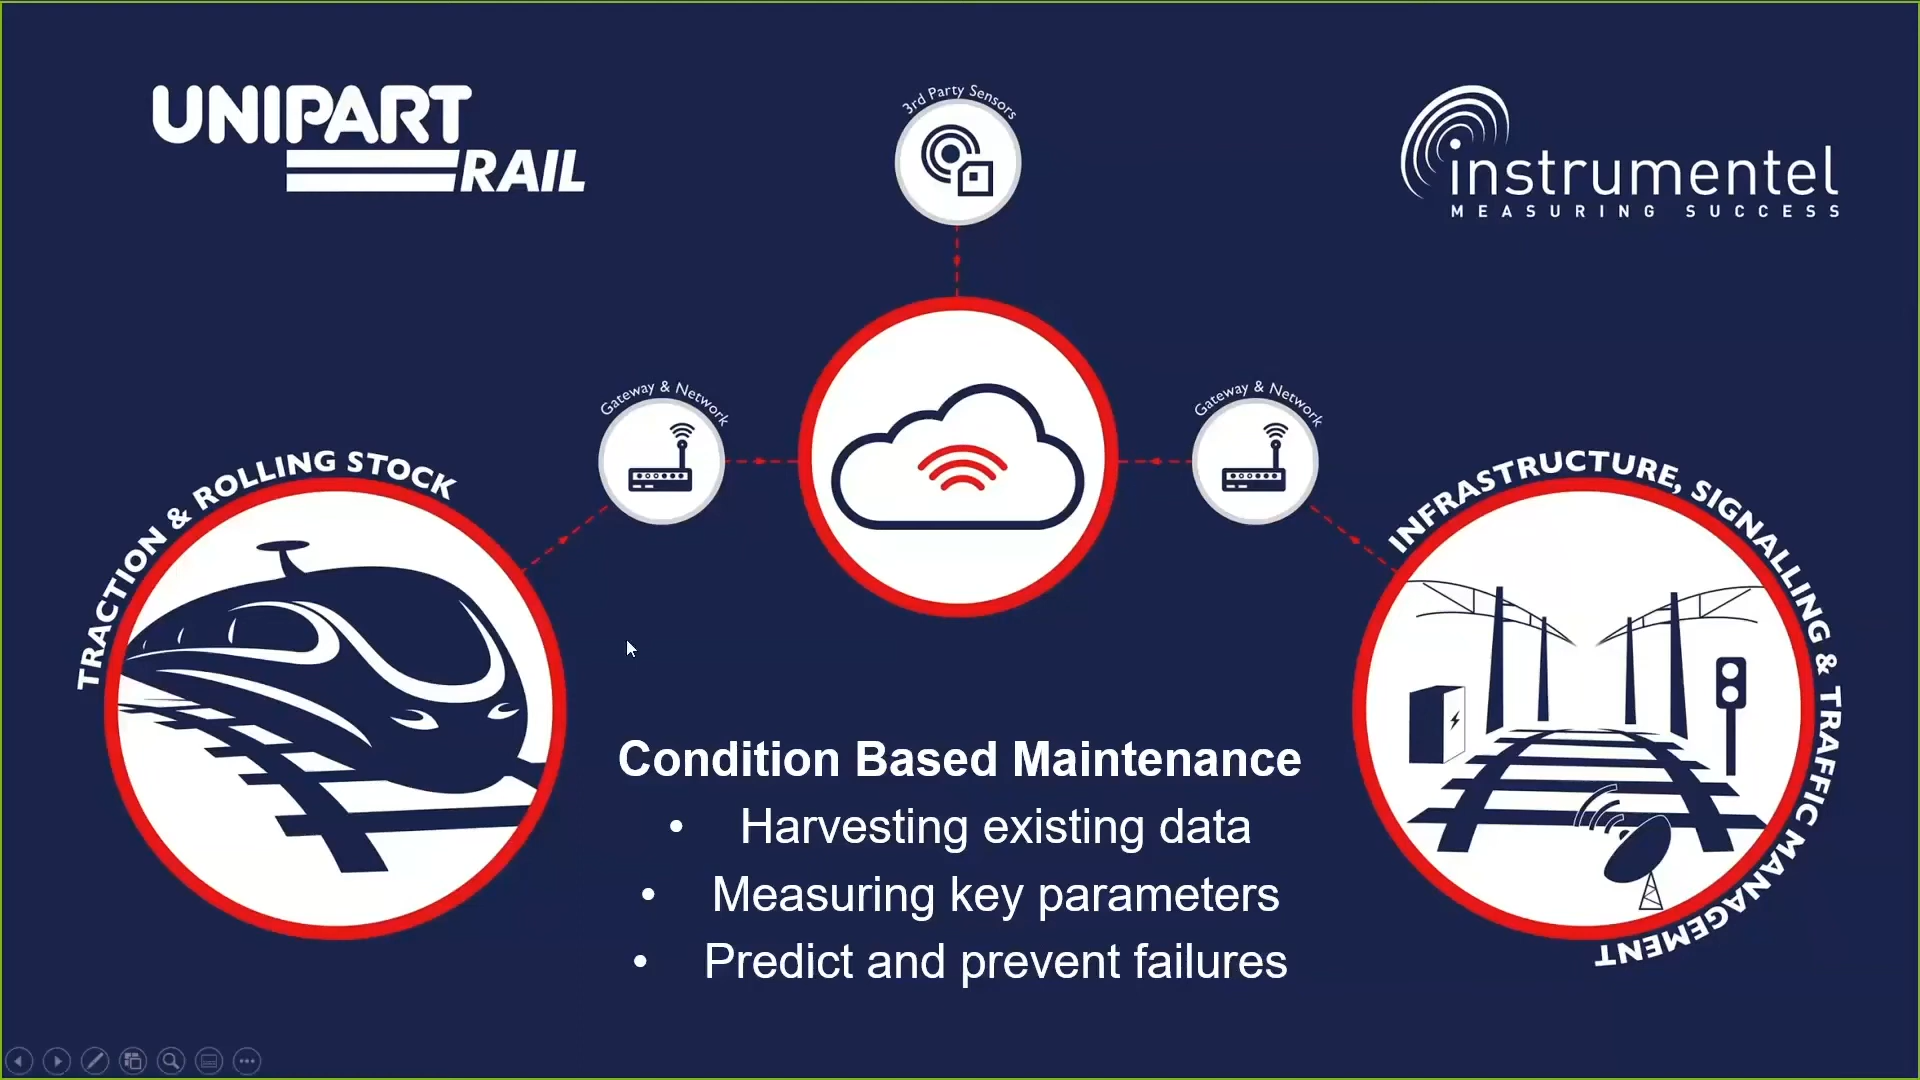 UNIPART
RAIL
3rd Party Sensors
instrumentel
MEASURING SUCCESS
Gateway & Network
Gateway & Network
TRACTION & ROLLING STOCK
INFRASTRUCTURE, SIGNALLING & TRAFFIC MANAGEMENT
Condition Based Maintenance
• Harvesting existing data
• Measuring key parameters
• Predict and prevent failures